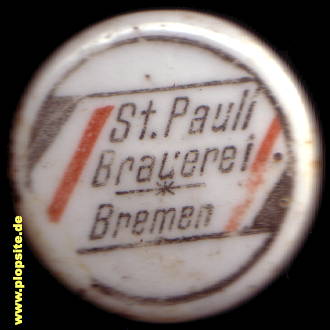 St. Pauli
Brauerei
Bremen
www.plopsite.de